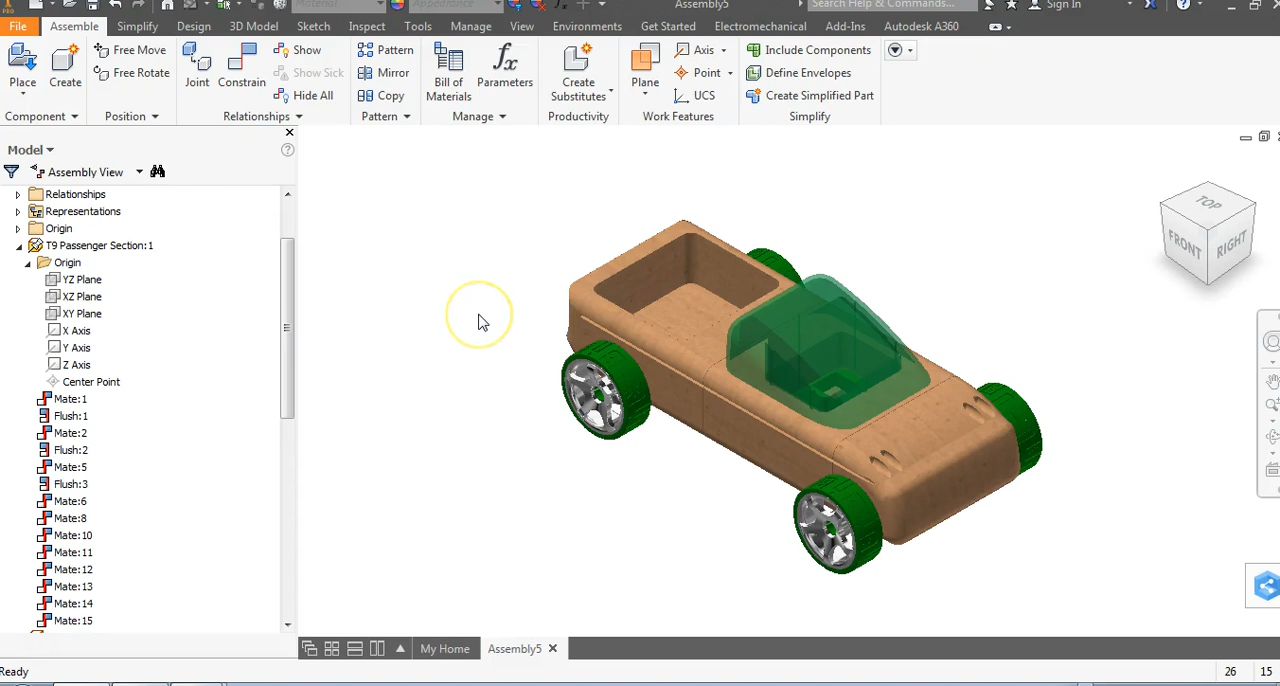 Material
Appearance
Assembly5
Search Help & Commands...
Sign In
PRO
File
Assemble
Simplify
Design
3D Model
Sketch
Inspect
Tools
Manage
View
Environments
Get Started
Electromechanical
Add-Ins
Autodesk A360
Place
Create
Free Move
Free Rotate
Joint
Constrain
Show
Show Sick
Hide All
Pattern
Mirror
Copy
Bill of
Materials
Parameters
Create
Substitutes
Plane
Axis
Point
UCS
Include Components
Define Envelopes
Create Simplified Part
Component
Position
Relationships
Pattern
Manage
Productivity
Work Features
Simplify
Model
Assembly View
Relationships
Representations
Origin
T9 Passenger Section:1
Origin
YZ Plane
XZ Plane
XY Plane
X Axis
Y Axis
Z Axis
Center Point
Mate:1
Flush:1
Mate:2
Flush:2
Mate:5
Flush:3
Mate:6
Mate:8
Mate:10
Mate:11
Mate:12
Mate:13
Mate:14
Mate:15
TOP
FRONT
RIGHT
My Home
Assembly5
Ready
26
15